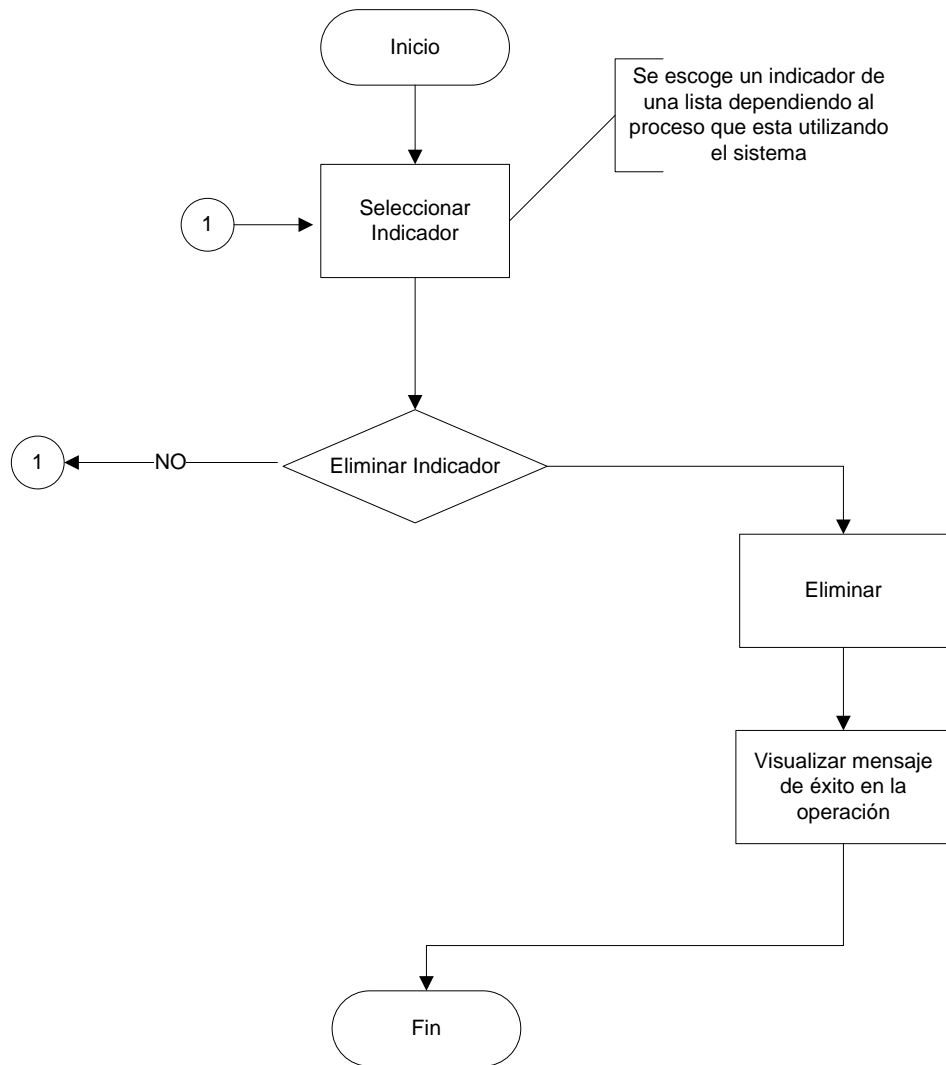 Inicio
Se escoge un indicador de
una lista dependiendo al
proceso que esta utilizando
el sistema
Seleccionar
Indicador
1
Eliminar Indicador
NO
1
Eliminar
Visualizar mensaje
de éxito en la
operación
Fin